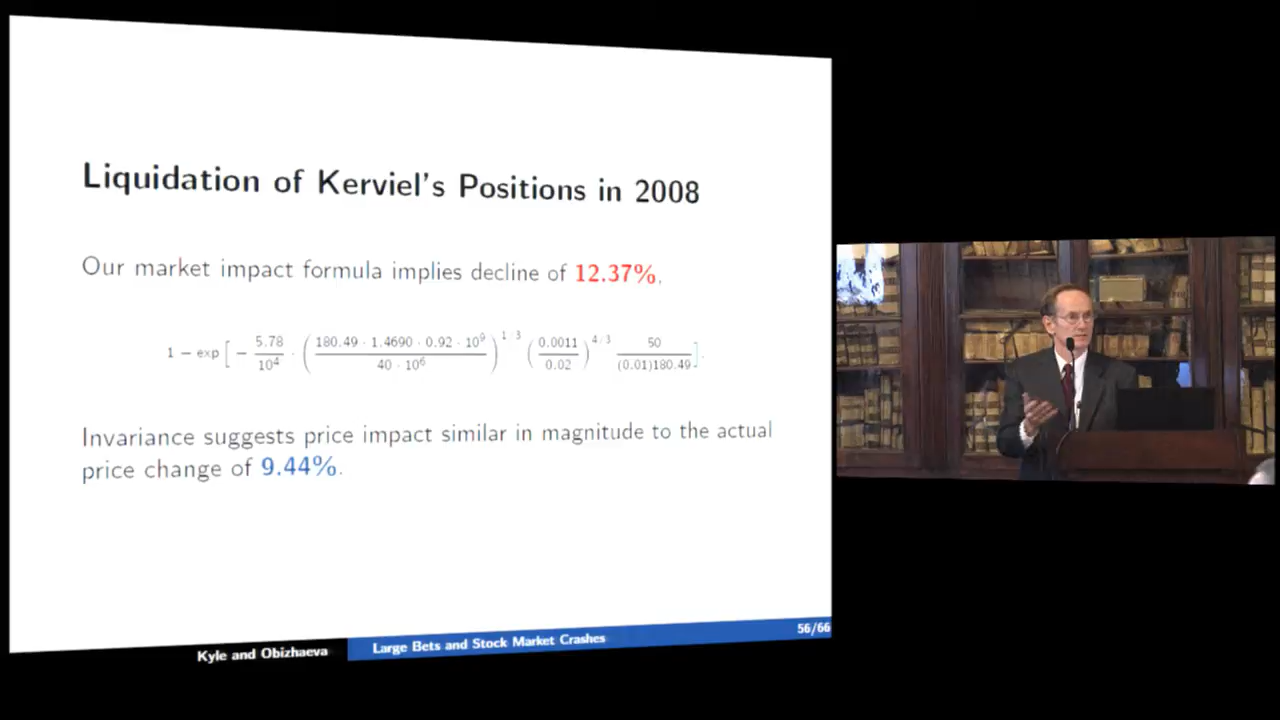 Liquidation of Kerviel's Positions in 2008
Our market impact formula implies decline of 12.37%,
1 − exp[ − 5.78/10⁴ · (180.49 · 1.4690 · 0.92 · 10⁹ / 40 · 10⁶)^1/3 (0.0011/0.02)^4/3 50/(0.01)180.49 ].
Invariance suggests price impact similar in magnitude to the actual
price change of 9.44%.
56/66
Kyle and Obizhaeva
Large Bets and Stock Market Crashes